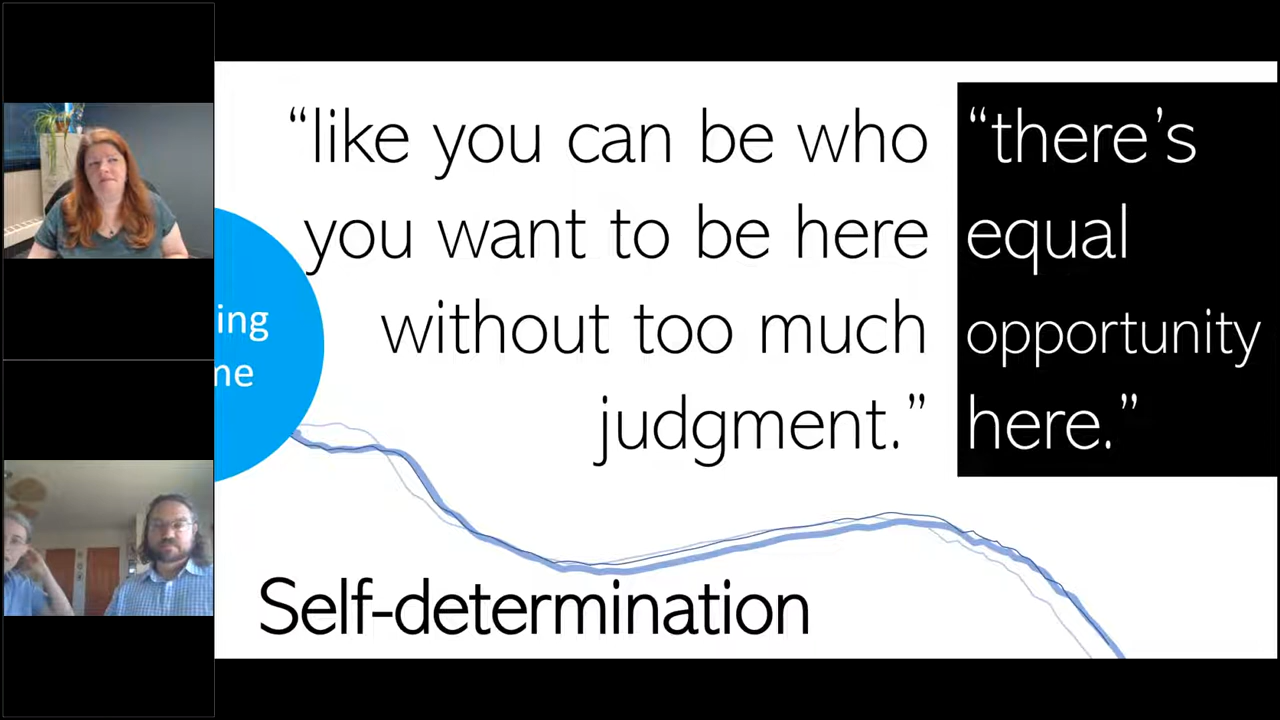 “like you can be who
you want to be here
without too much
judgment.”
“there’s
equal
opportunity
here.”
ing
me
Self-determination